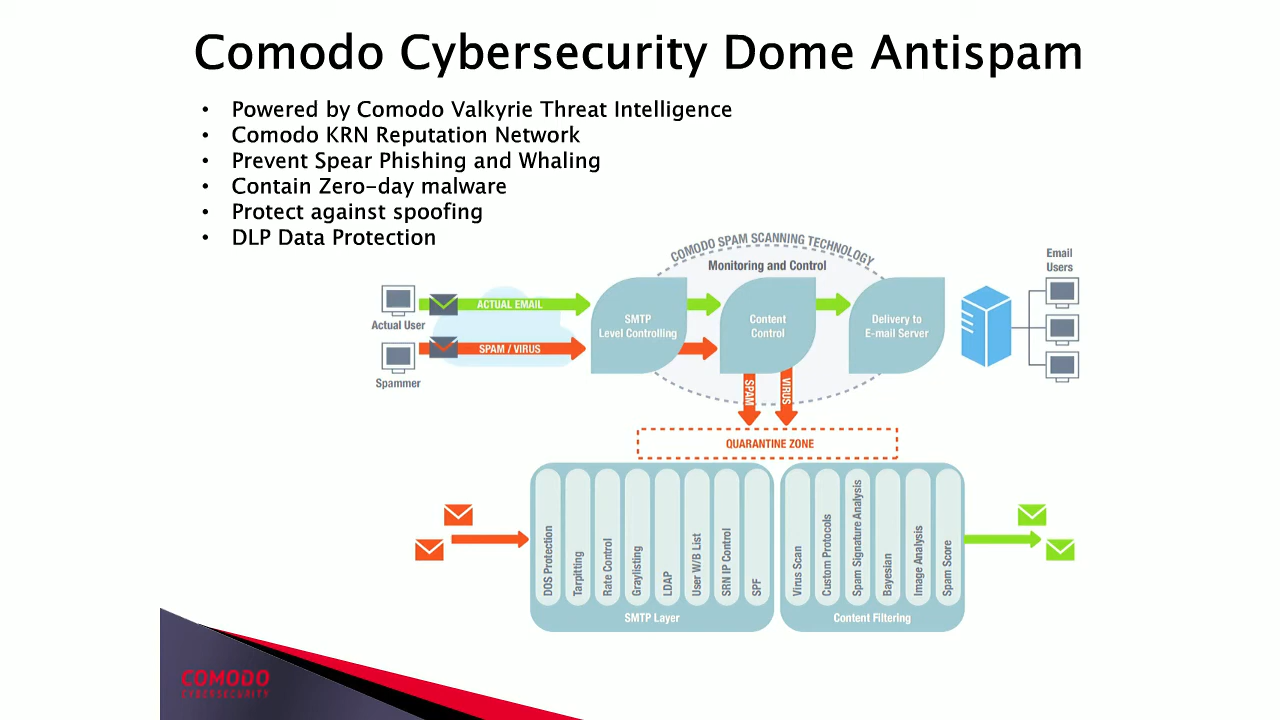 Comodo Cybersecurity Dome Antispam
• Powered by Comodo Valkyrie Threat Intelligence
• Comodo KRN Reputation Network
• Prevent Spear Phishing and Whaling
• Contain Zero-day malware
• Protect against spoofing
• DLP Data Protection
COMODO SPAM SCANNING TECHNOLOGY
Monitoring and Control
Email
Users
ACTUAL EMAIL
Actual User
SPAM / VIRUS
Spammer
SMTP
Level Controlling
Content
Control
Delivery to
E-mail Server
SPAM
VIRUS
QUARANTINE ZONE
DOS Protection
Tarpitting
Rate Control
Graylisting
LDAP
User W/B List
SRN IP Control
SPF
SMTP Layer
Virus Scan
Custom Protocols
Spam Signature Analysis
Bayesian
Image Analysis
Spam Score
Content Filtering
COMODO
CYBERSECURITY